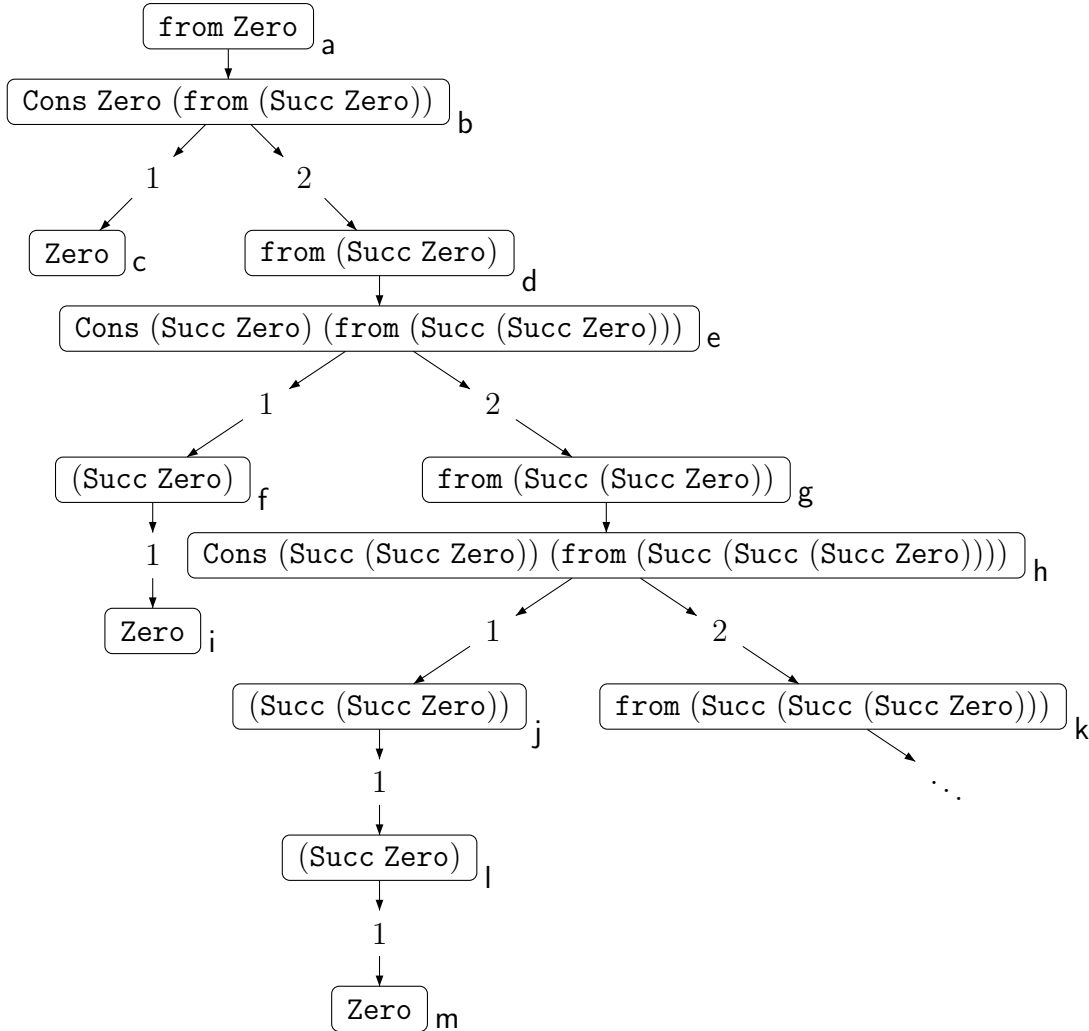 from Zero a
Cons Zero (from (Succ Zero)) b
1 2
Zero c from (Succ Zero) d
Cons (Succ Zero) (from (Succ (Succ Zero))) e
1 2
(Succ Zero) f from (Succ (Succ Zero)) g
1 Cons (Succ (Succ Zero)) (from (Succ (Succ (Succ Zero)))) h
Zero i 1 2
(Succ (Succ Zero)) j from (Succ (Succ (Succ Zero))) k
1 ⋱
(Succ Zero) l
1
Zero m